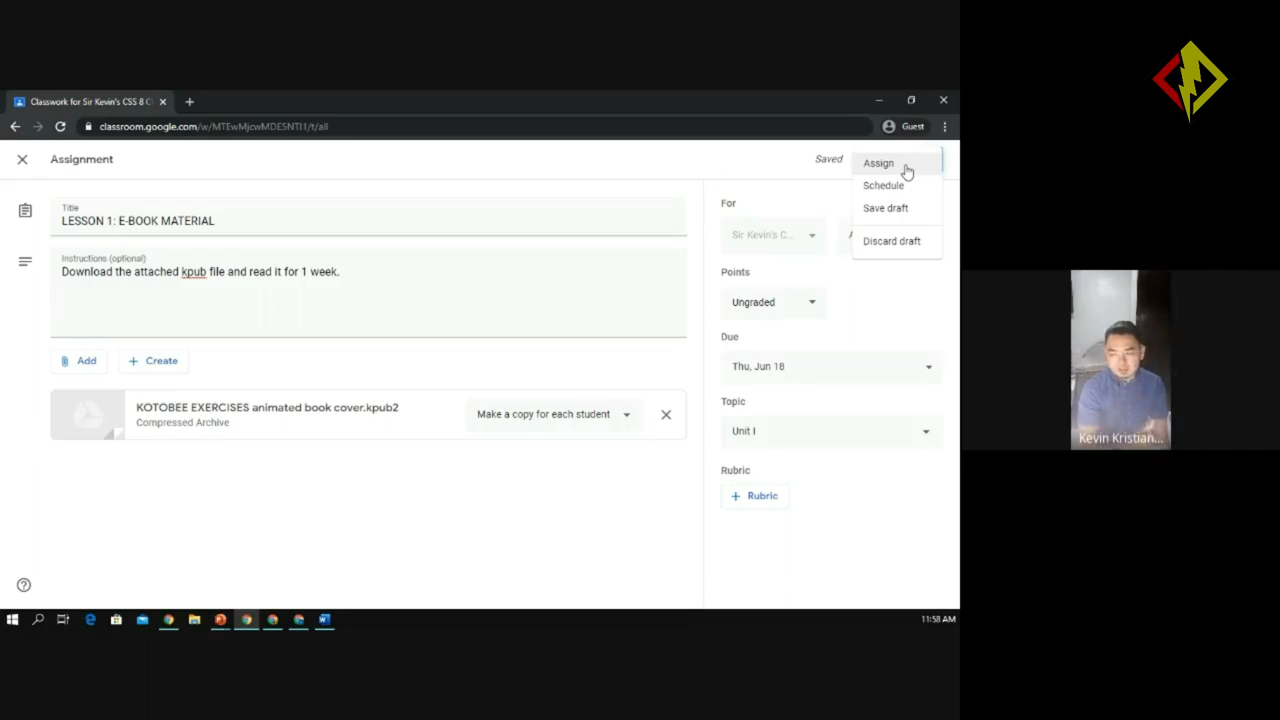 Classwork for Sir Kevin's CSS 8 C
classroom.google.com/w/MTEwMjcwMDE5NTI1/t/all
Guest
Assignment
Saved
Assign
Schedule
Save draft
Discard draft
Title
LESSON 1: E-BOOK MATERIAL
Instructions (optional)
Download the attached kpub file and read it for 1 week.
Add
Create
KOTOBEE EXERCISES animated book cover.kpub2
Compressed Archive
Make a copy for each student
For
Sir Kevin's C...
Points
Ungraded
Due
Thu, Jun 18
Topic
Unit I
Rubric
Rubric
11:58 AM
Kevin Kristian...